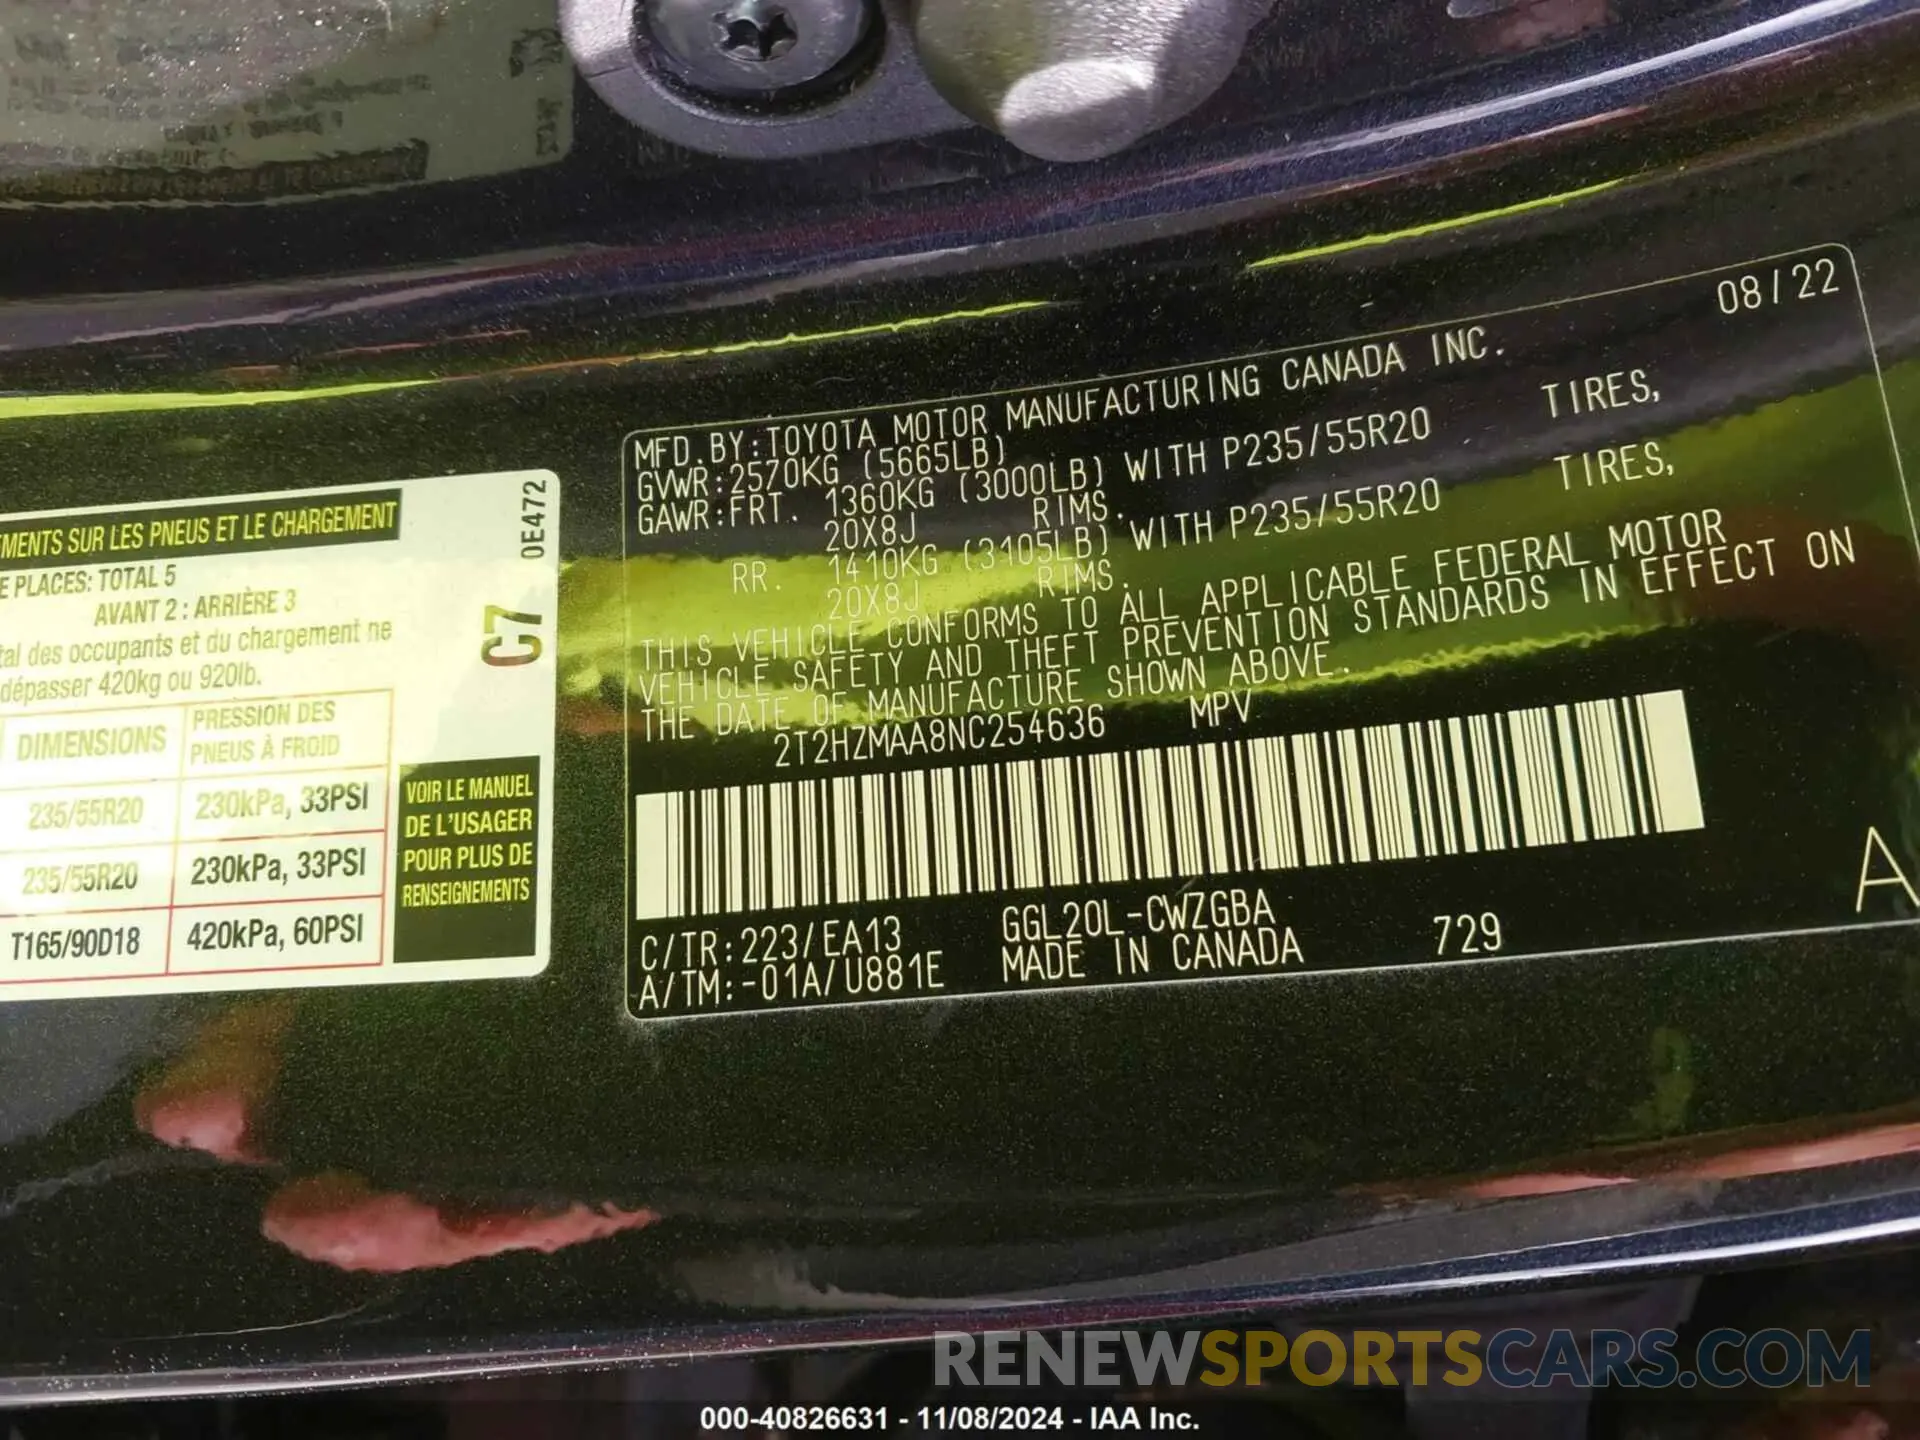 08/22
MFD.BY:TOYOTA MOTOR MANUFACTURING CANADA INC.
GVWR:2570KG (5665LB)
GAWR:FRT. 1360KG (3000LB) WITH P235/55R20 TIRES,
20X8J RIMS.
RR. 1410KG (3105LB) WITH P235/55R20 TIRES,
20X8J RIMS.
THIS VEHICLE CONFORMS TO ALL APPLICABLE FEDERAL MOTOR
VEHICLE SAFETY AND THEFT PREVENTION STANDARDS IN EFFECT ON
THE DATE OF MANUFACTURE SHOWN ABOVE.
2T2HZMAA8NC254636 MPV
C/TR:223/EA13 GGL20L-CWZGBA
A/TM:-01A/U881E MADE IN CANADA 729
A
EMENTS SUR LES PNEUS ET LE CHARGEMENT
E PLACES: TOTAL 5
AVANT 2 : ARRIÈRE 3
tal des occupants et du chargement ne
dépasser 420kg ou 920lb.
DIMENSIONS
PRESSION DES
PNEUS À FROID
235/55R20 230kPa, 33PSI
235/55R20 230kPa, 33PSI
T165/90D18 420kPa, 60PSI
VOIR LE MANUEL
DE L'USAGER
POUR PLUS DE
RENSEIGNEMENTS
C7
0E472
RENEWSPORTSCARS.COM
000-40826631 - 11/08/2024 - IAA Inc.